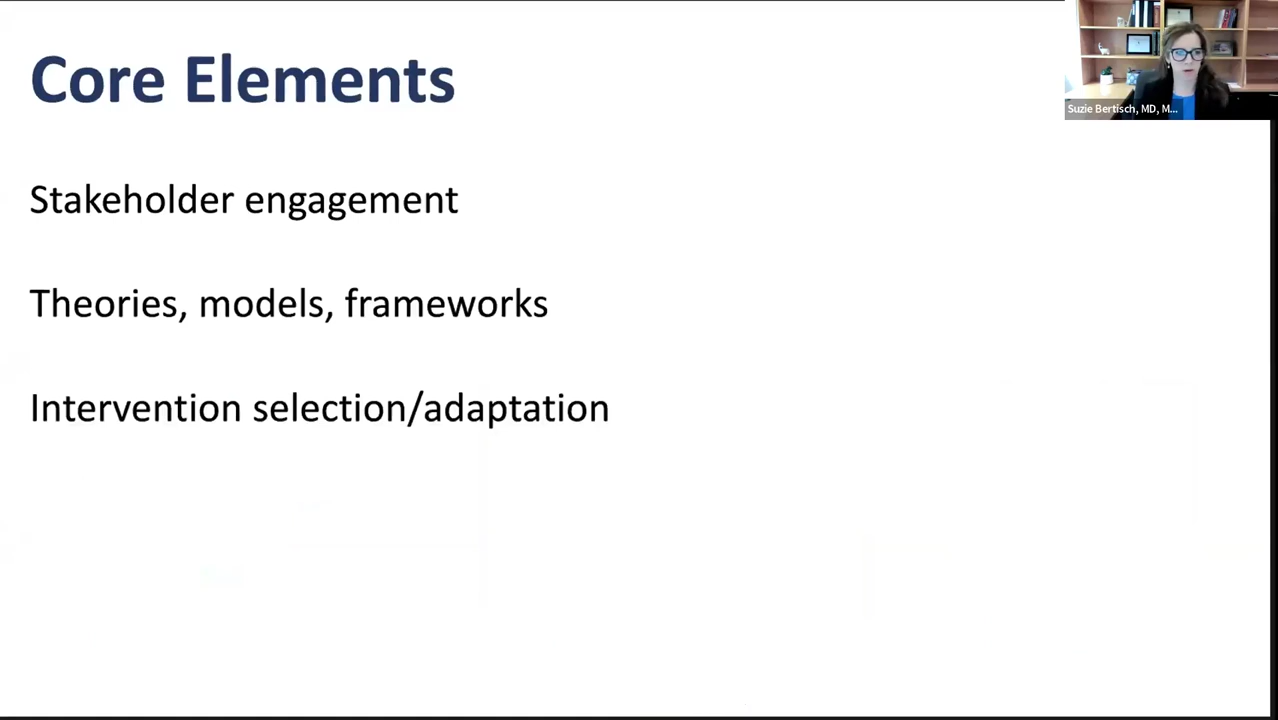 Core Elements
Suzie Bertisch, MD, M...
Stakeholder engagement
Theories, models, frameworks
Intervention selection/adaptation